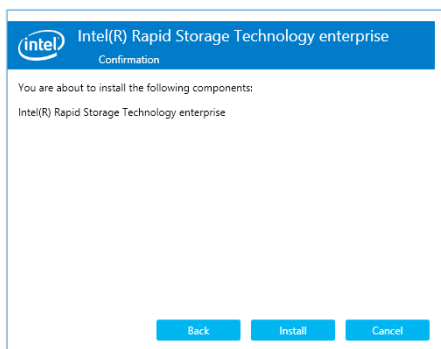 intel
Intel(R) Rapid Storage Technology enterprise
Confirmation
You are about to install the following components:
Intel(R) Rapid Storage Technology enterprise
Back Install Cancel